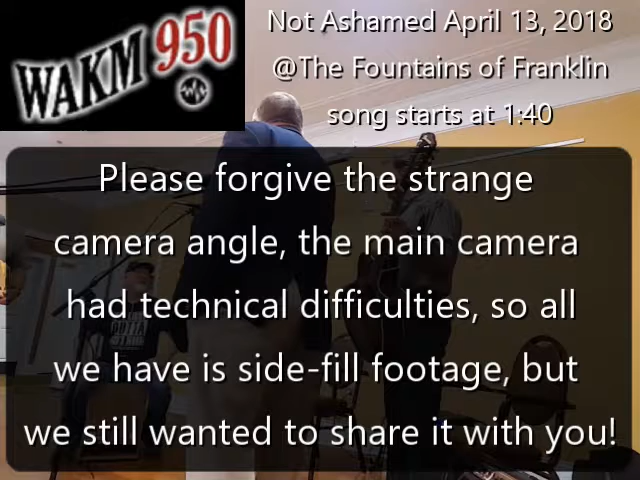 WAKM 950
Not Ashamed April 13, 2018
@The Fountains of Franklin
song starts at 1:40
Please forgive the strange
camera angle, the main camera
had technical difficulties, so all
we have is side-fill footage, but
we still wanted to share it with you!